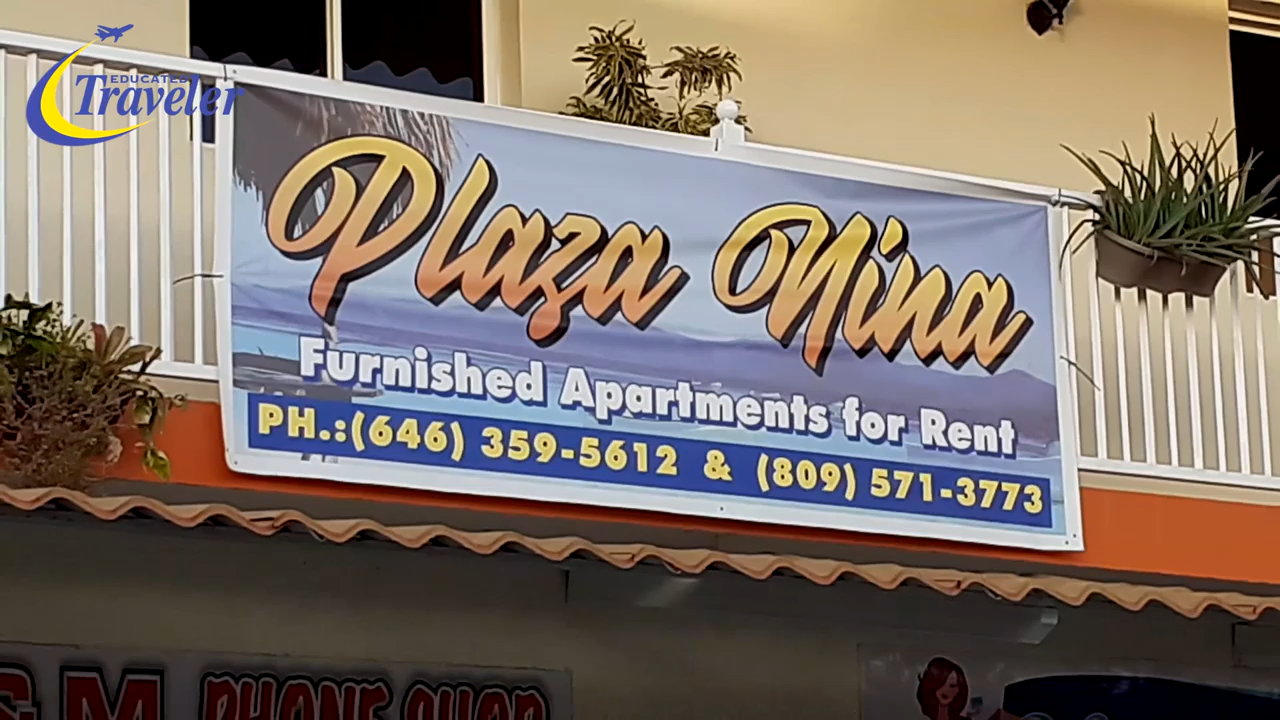 EDUCATED
Traveler
Plaza Nina
Furnished Apartments for Rent
PH.:(646) 359-5612 & (809) 571-3773
& M PHONE SHOP